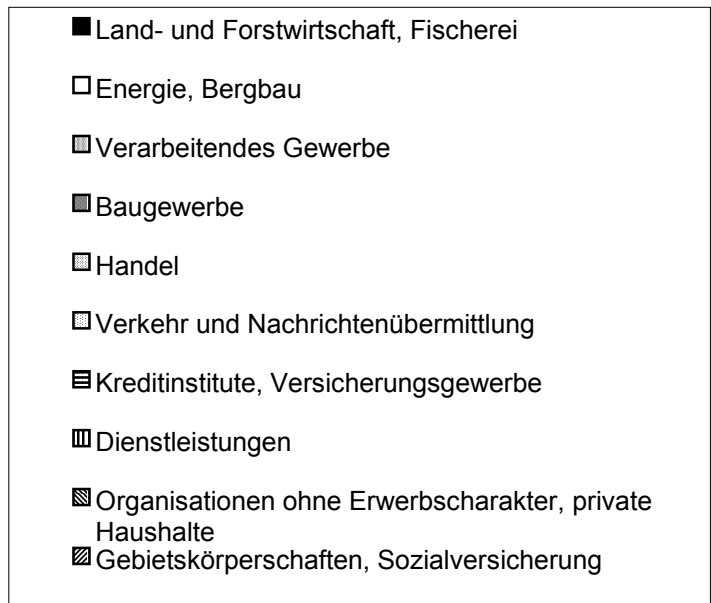 Land- und Forstwirtschaft, Fischerei
Energie, Bergbau
Verarbeitendes Gewerbe
Baugewerbe
Handel
Verkehr und Nachrichtenübermittlung
Kreditinstitute, Versicherungsgewerbe
Dienstleistungen
Organisationen ohne Erwerbscharakter, private
Haushalte
Gebietskörperschaften, Sozialversicherung